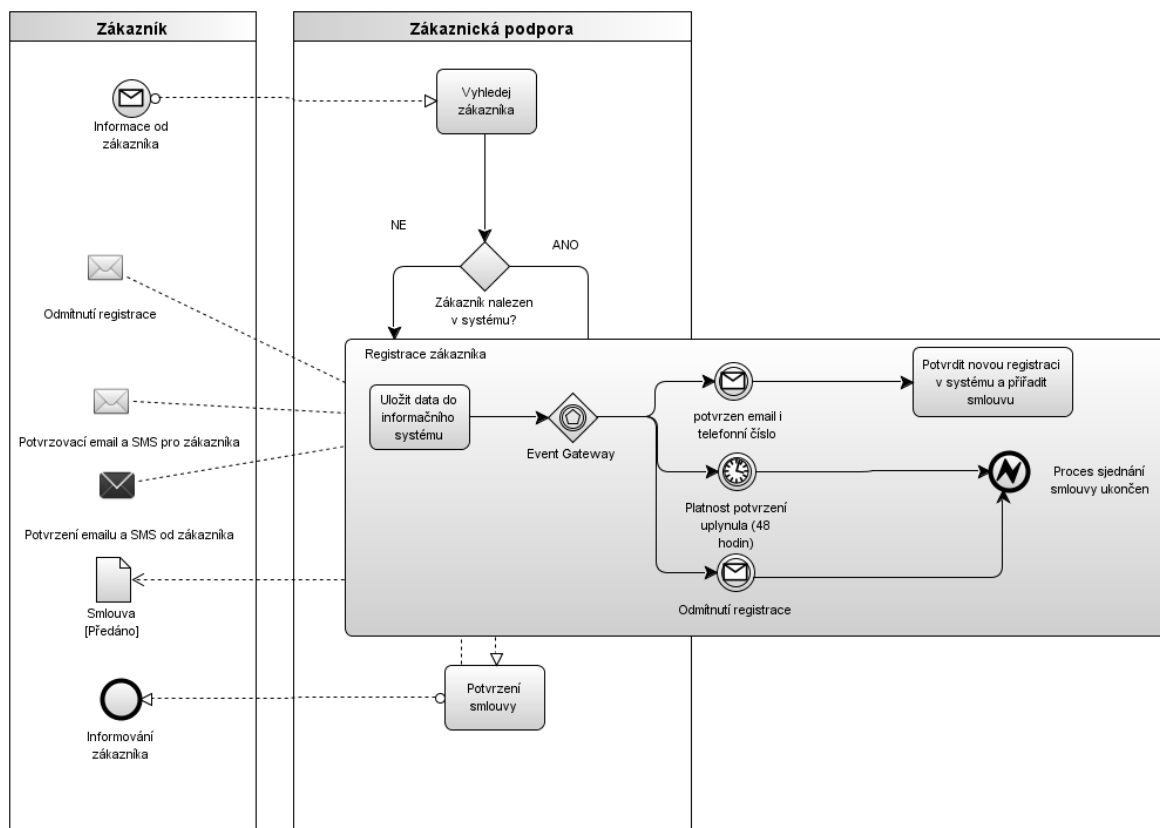 Zákazník
Zákaznická podpora
Informace od
zákazníka
Vyhledej
zákazníka
NE
ANO
Zákazník nalezen
v systému?
Odmítnutí registrace
Registrace zákazníka
Uložit data do
informačního
systému
Event Gateway
potvrzen email i
telefonní číslo
Potvrdit novou registraci
v systému a přiřadit
smlouvu
Potvrzovací email a SMS pro zákazníka
Platnost potvrzení
uplynula (48
hodin)
Proces sjednání
smlouvy ukončen
Potvrzení emailu a SMS od zákazníka
Odmítnutí registrace
Smlouva
[Předáno]
Potvrzení
smlouvy
Informování
zákazníka